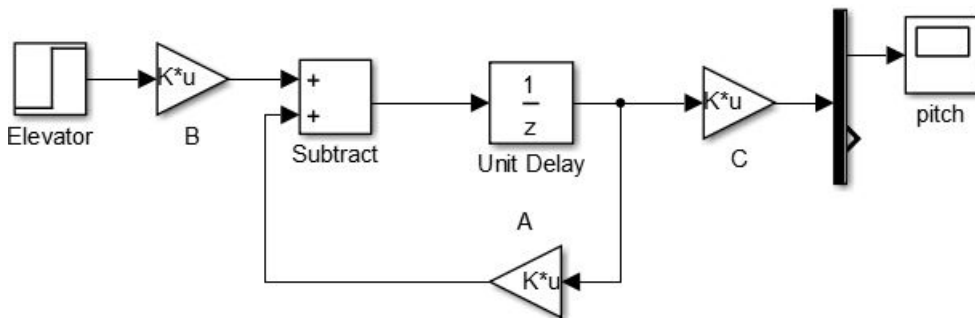 Elevator
K*u
B
+
+
Subtract
1
z
Unit Delay
K*u
C
pitch
A
K*u